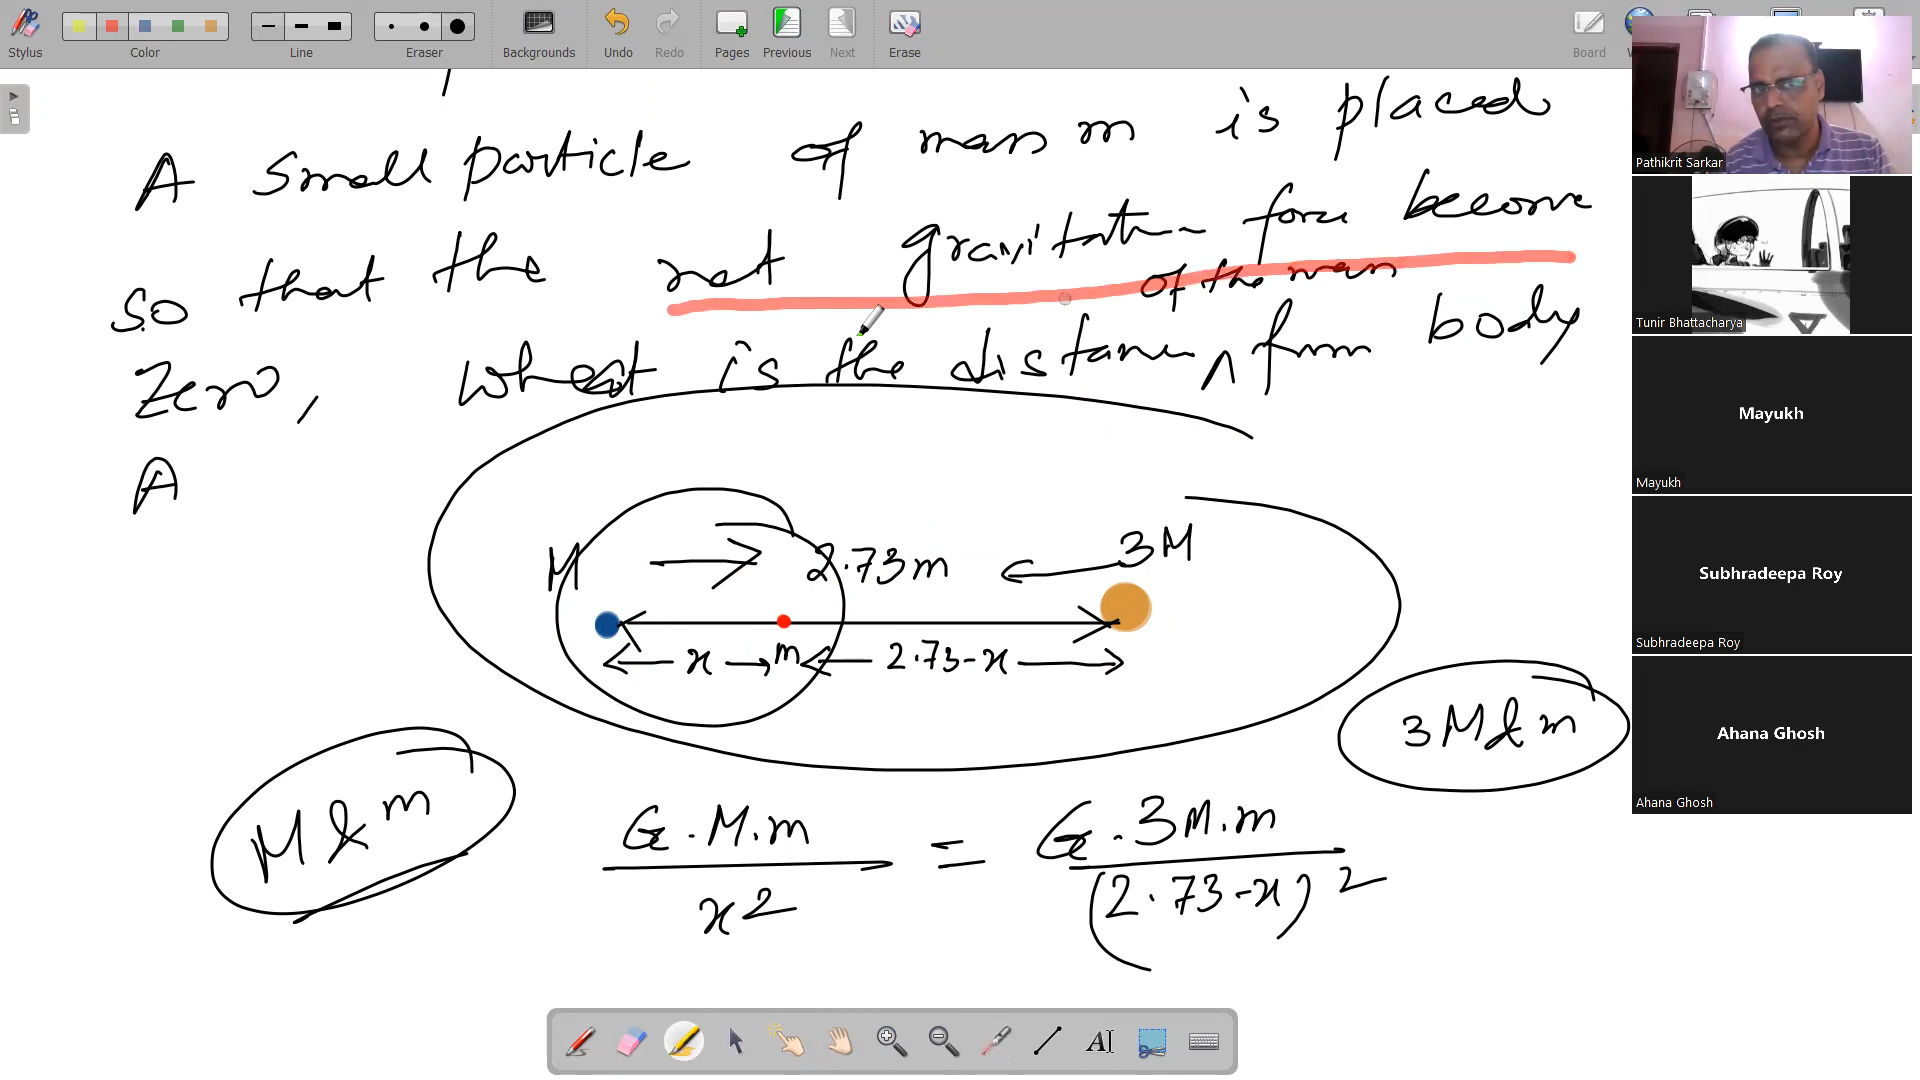 Stylus
Color
Line
Eraser
Backgrounds
Undo
Redo
Pages
Previous
Next
Erase
Board
A small particle of mass m is placed
so that the net gravitation force become
of the mass
Zero, what is the distance ∧ from body
A
M → 2.73m ← 3M
x m 2.73-x
3M & m
M & m
G.M.m = G.3M.m
x2 (2.73-x)2
Pathikrit Sarkar
Tunir Bhattacharya
Mayukh
Mayukh
Subhradeepa Roy
Subhradeepa Roy
Ahana Ghosh
Ahana Ghosh